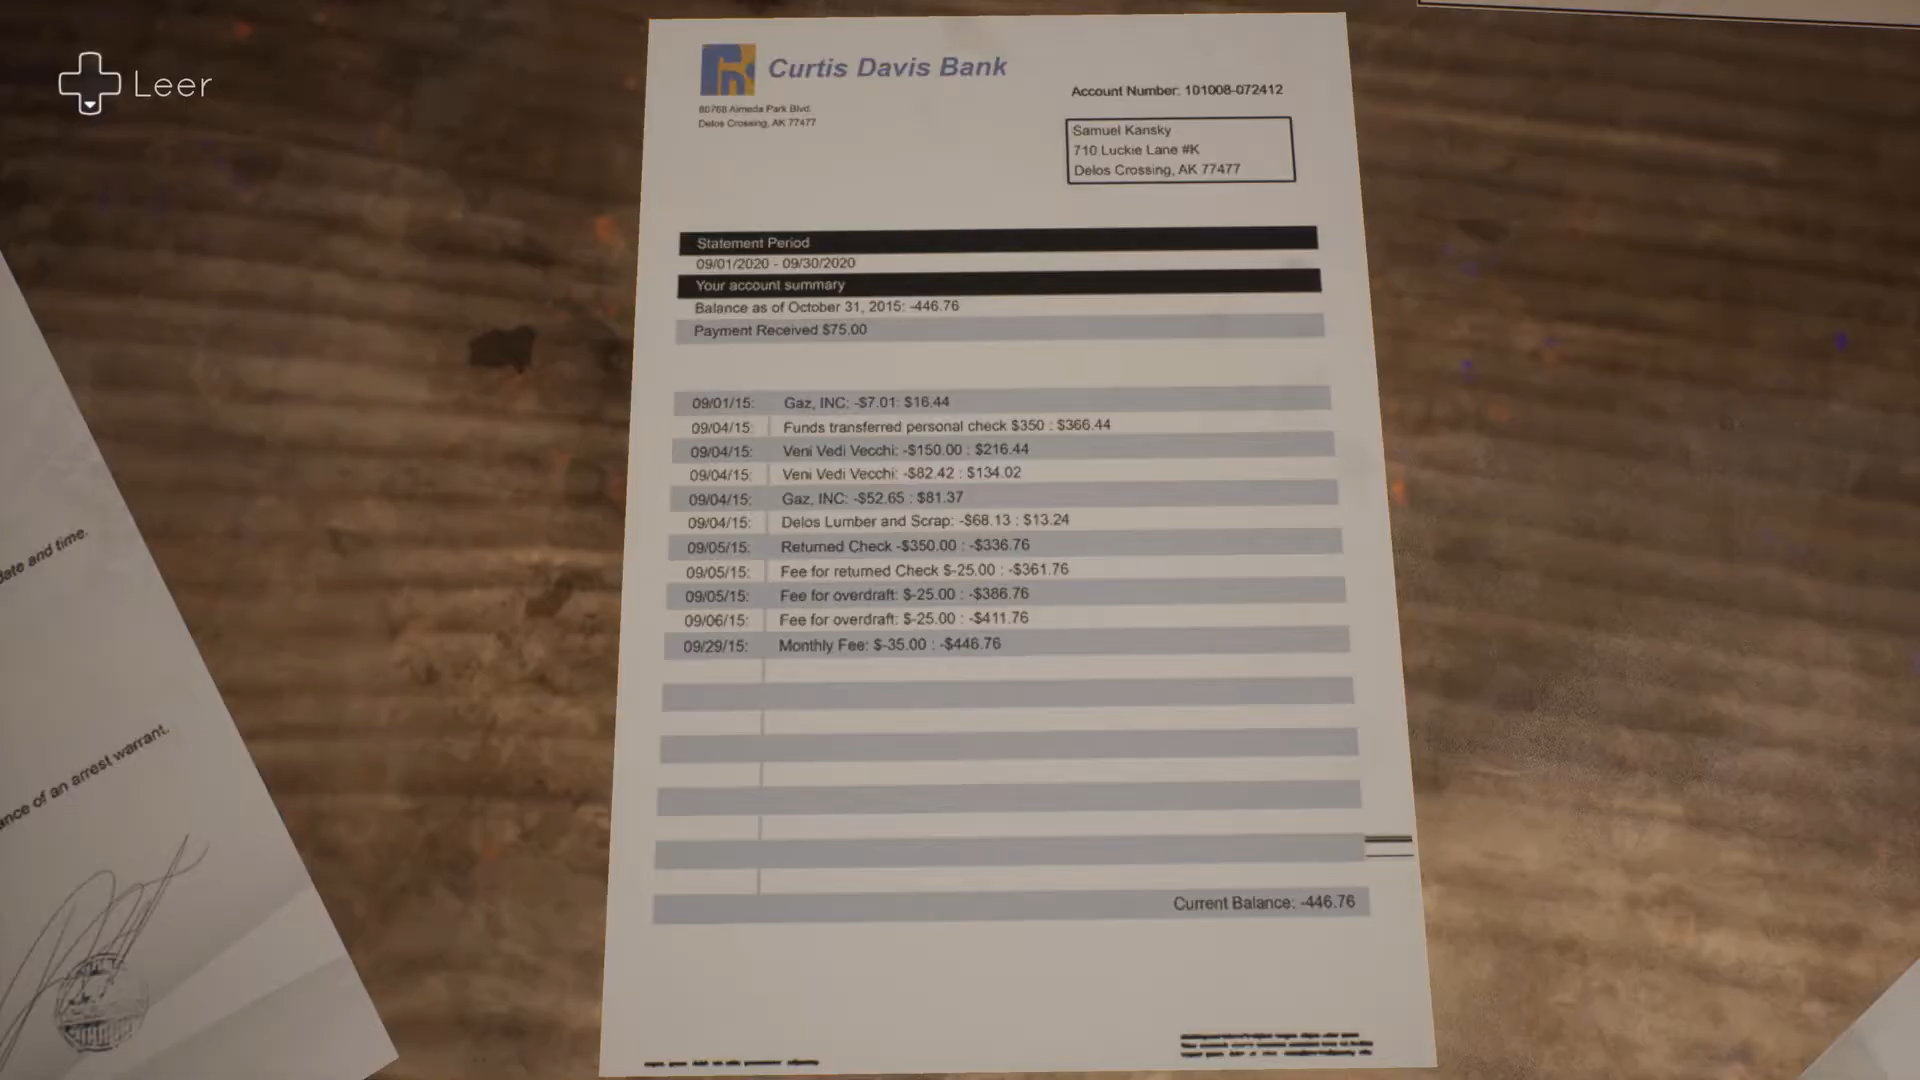 Leer
Curtis Davis Bank
80768 Almeda Park Blvd.
Delos Crossing, AK 77477
Account Number: 101008-072412
Samuel Kansky
710 Luckie Lane #K
Delos Crossing, AK 77477
Statement Period
09/01/2020 - 09/30/2020
Your account summary
Balance as of October 31, 2015: -446.76
Payment Received $75.00
09/01/15: Gaz, INC: -$7.01: $16.44
09/04/15: Funds transferred personal check $350 : $366.44
09/04/15: Veni Vedi Vecchi: -$150.00 : $216.44
09/04/15: Veni Vedi Vecchi: -$82.42 : $134.02
09/04/15: Gaz, INC: -$52.65 : $81.37
09/04/15: Delos Lumber and Scrap: -$68.13 : $13.24
09/05/15: Returned Check -$350.00 : -$336.76
09/05/15: Fee for returned Check $-25.00 : -$361.76
09/05/15: Fee for overdraft: $-25.00 : -$386.76
09/06/15: Fee for overdraft: $-25.00 : -$411.76
09/29/15: Monthly Fee: $-35.00 : -$446.76
Current Balance: -446.76
date and time.
of an arrest warrant.